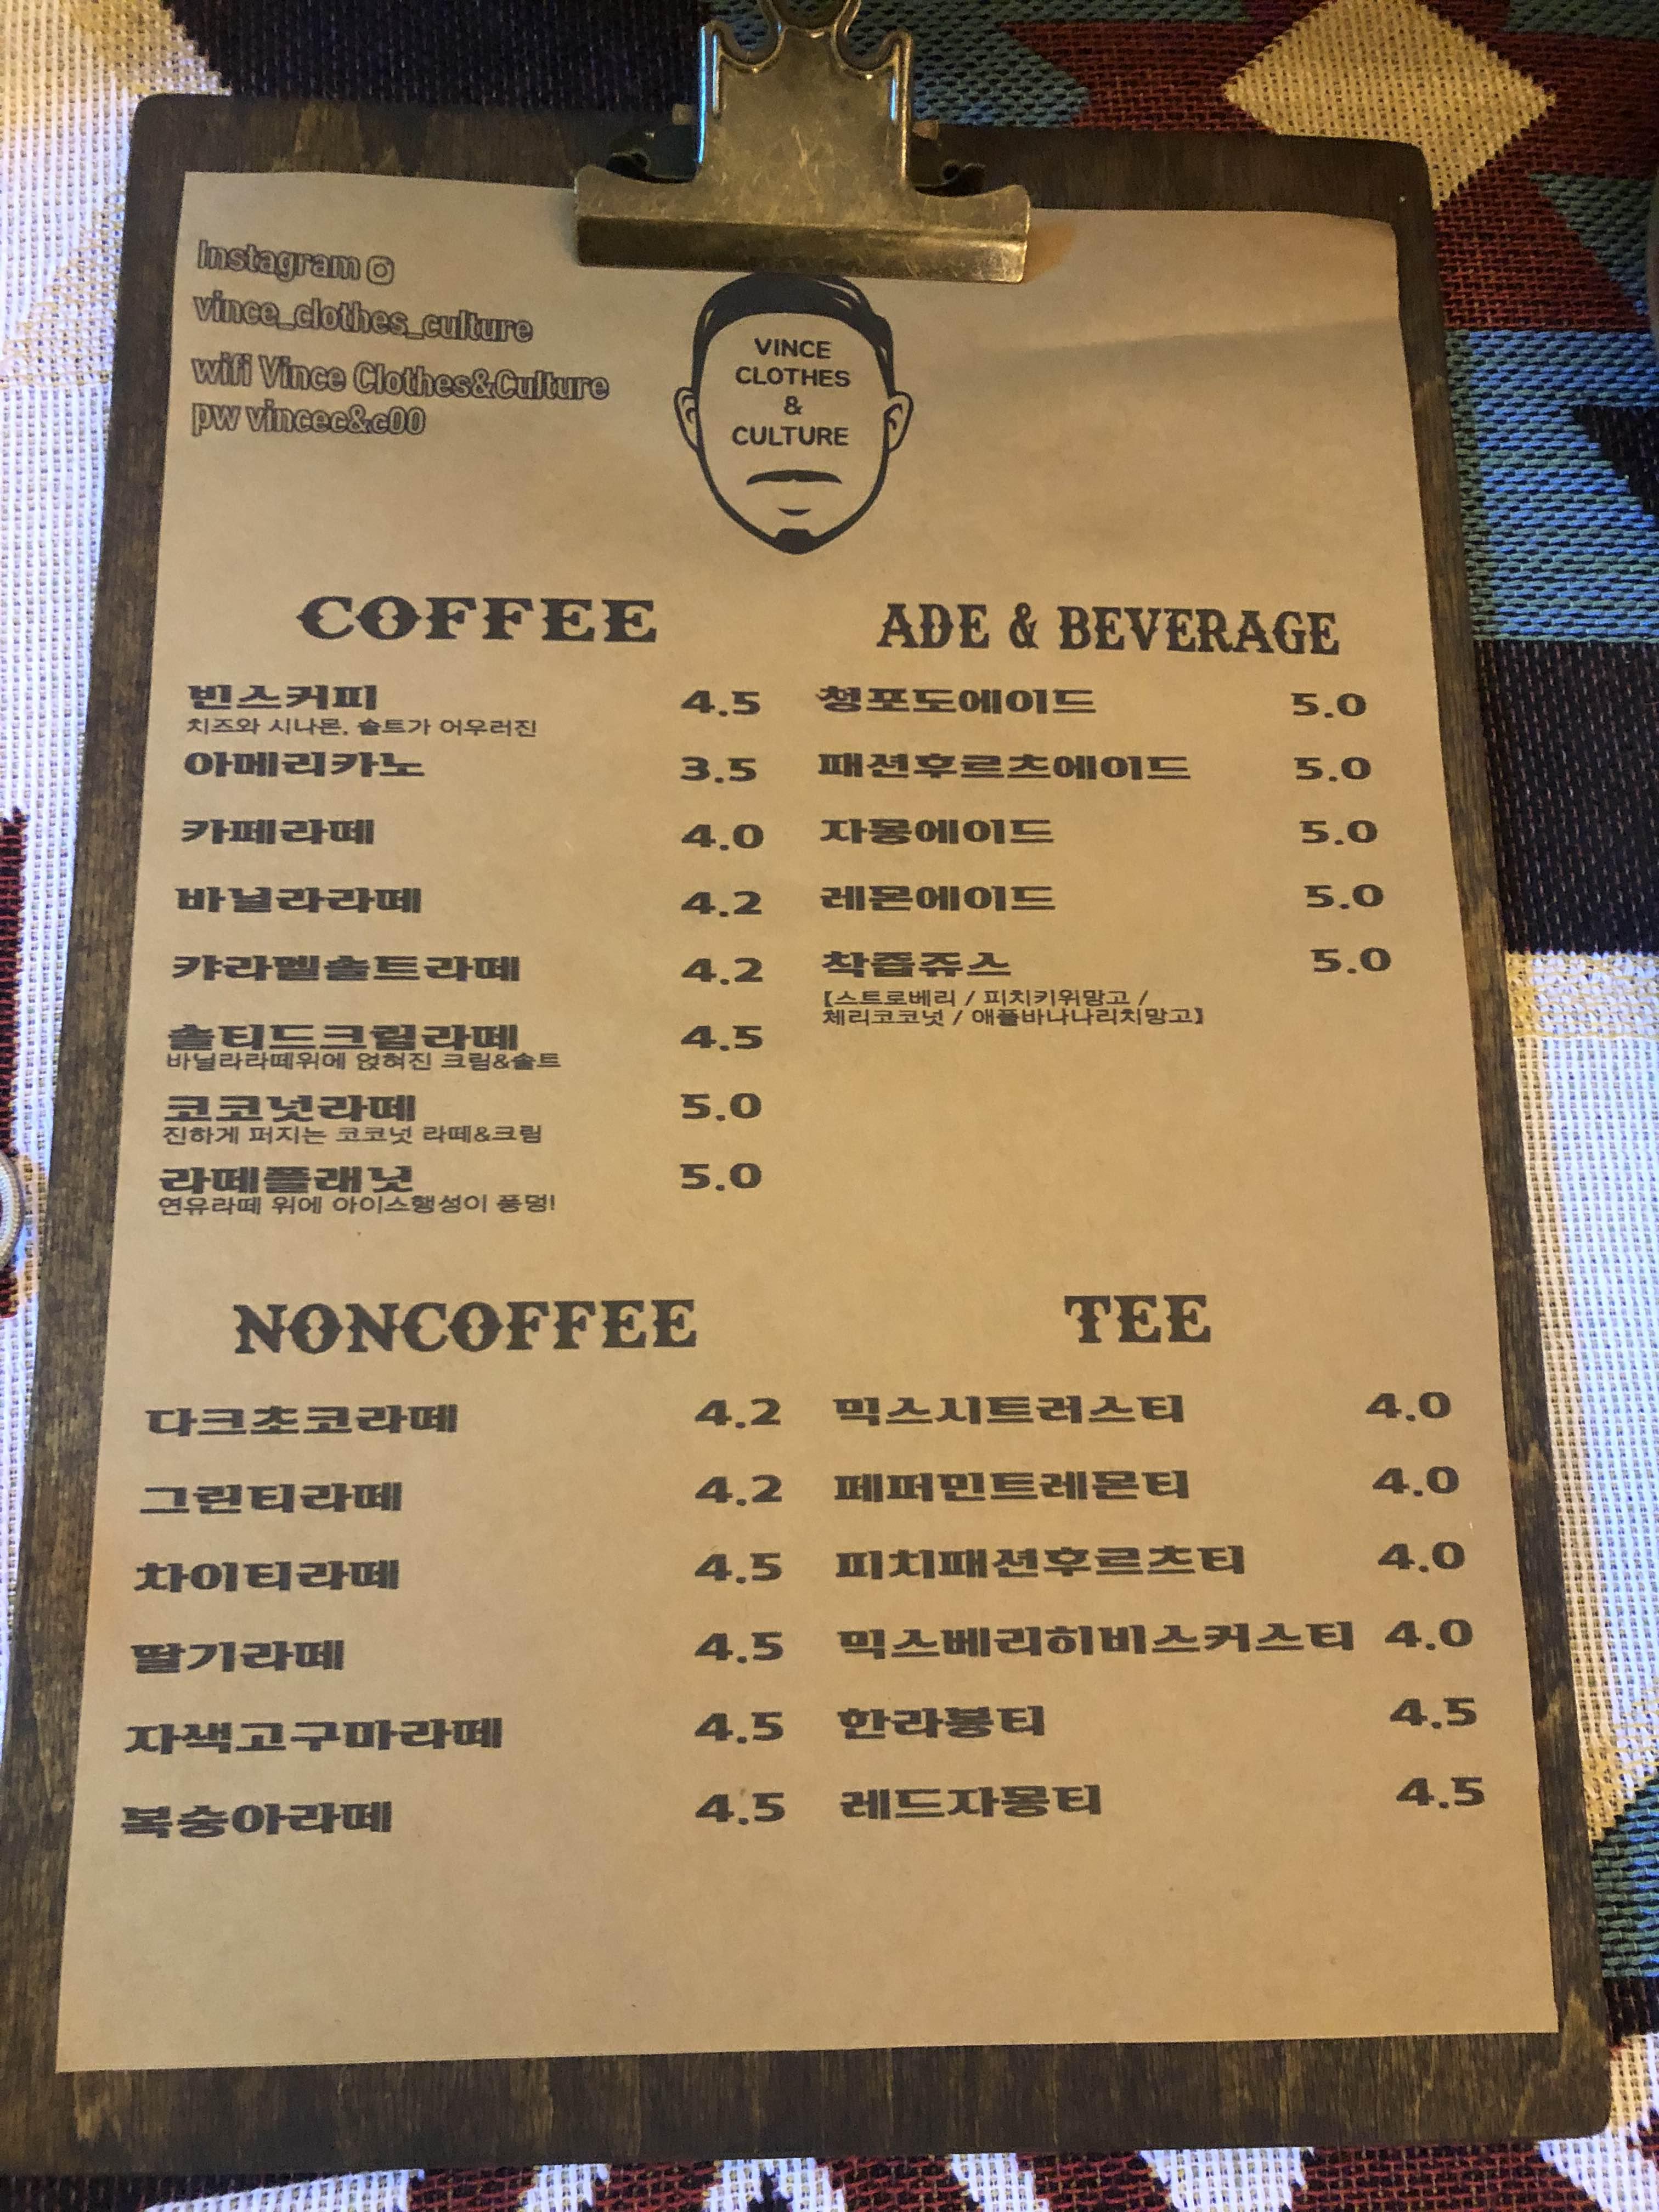 Instagram
vince_clothes_culture
wifi Vince Clothes&Culture
pw vincec&c00
VINCE
CLOTHES
&
CULTURE
COFFEE
빈스커피 4.5
치즈와 시나몬, 솔트가 어우러진
아메리카노 3.5
카페라떼 4.0
바닐라라떼 4.2
캬라멜솔트라떼 4.2
솔티드크림라떼 4.5
바닐라라떼위에 얹혀진 크림&솔트
코코넛라떼 5.0
진하게 퍼지는 코코넛 라떼&크림
라떼플래닛 5.0
연유라떼 위에 아이스행성이 퐁덩!
ADE & BEVERAGE
청포도에이드 5.0
패션후르츠에이드 5.0
자몽에이드 5.0
레몬에이드 5.0
착즙쥬스 5.0
【스트로베리 / 피치키위망고 /
체리코코넛 / 애플바나나리치망고】
NONCOFFEE
다크초코라떼 4.2
그린티라떼 4.2
차이티라떼 4.5
딸기라떼 4.5
자색고구마라떼 4.5
복숭아라떼 4.5
TEE
믹스시트러스티 4.0
페퍼민트레몬티 4.0
피치패션후르츠티 4.0
믹스베리히비스커스티 4.0
한라봉티 4.5
레드자몽티 4.5